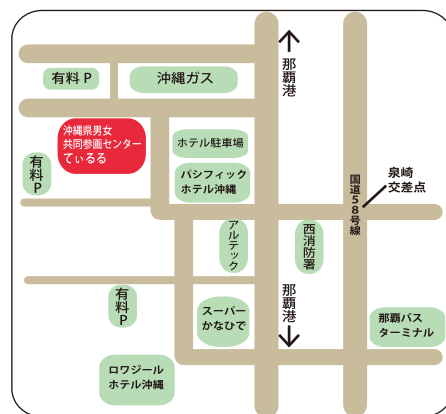 那覇港
有料 P
沖縄ガス
沖縄県男女
共同参画センター
ているる
ホテル駐車場
有料P
パシフィック
ホテル沖縄
国道58号線
泉崎
交差点
アルテック
西消防署
有料P
那覇港
スーパー
かなひで
那覇バス
ターミナル
ロワジール
ホテル沖縄